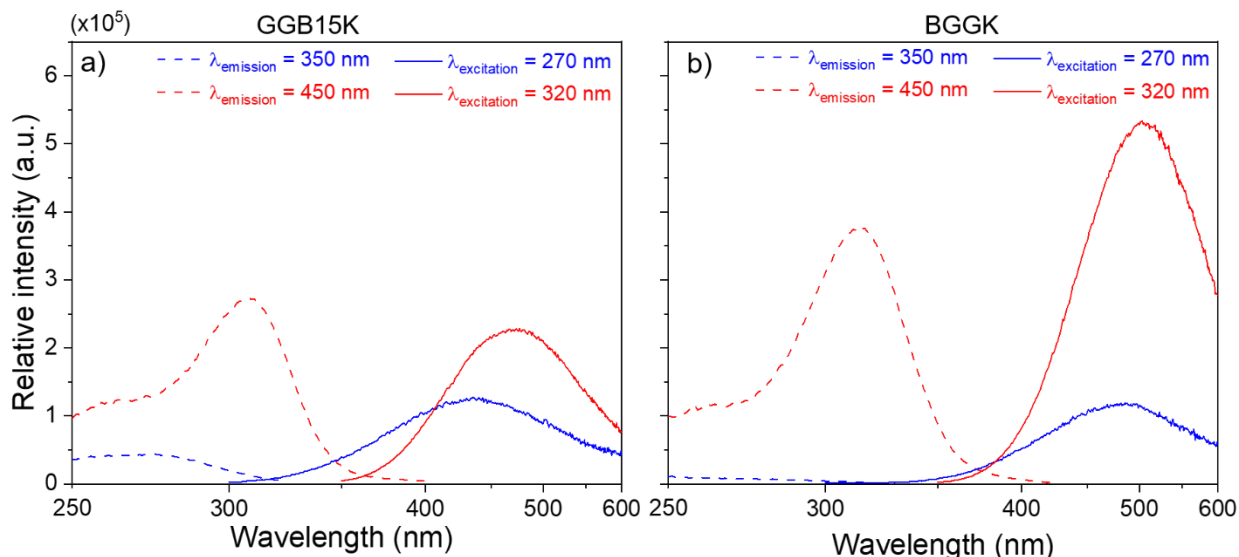 (x10⁵) GGB15K BGGK
a) λemission = 350 nm λexcitation = 270 nm
λemission = 450 nm λexcitation = 320 nm
b) λemission = 350 nm λexcitation = 270 nm
λemission = 450 nm λexcitation = 320 nm
Relative intensity (a.u.)
6
5
4
3
2
1
0
250 300 400 500 600
Wavelength (nm)
250 300 400 500 600
Wavelength (nm)